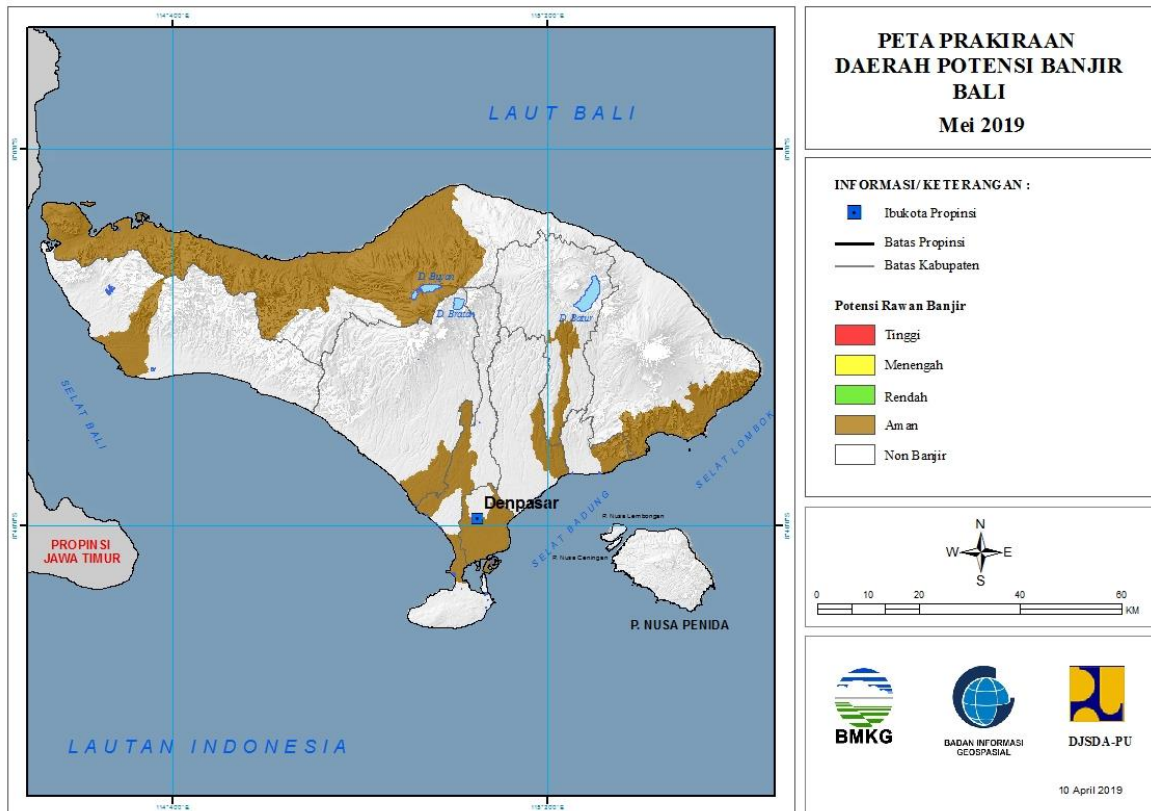 PETA PRAKIRAAN
DAERAH POTENSI BANJIR
BALI
Mei 2019
INFORMASI/ KETERANGAN :
Ibukota Propinsi
Batas Propinsi
Batas Kabupaten
Potensi Rawan Banjir
Tinggi
Menengah
Rendah
Aman
Non Banjir
N
W E
S
0 10 20 40 60
KM
BMKG
BADAN INFORMASI
GEOSPASIAL
DJSDA-PU
10 April 2019
LAUT BALI
D. Buyan
D. Bratan
D. Batur
SELAT BALI
SELAT LOMBOK
Denpasar
SELAT BADUNG
P. Nusa Lembongan
P. Nusa Ceningan
PROPINSI
JAWA TIMUR
P. NUSA PENIDA
LAUTAN INDONESIA